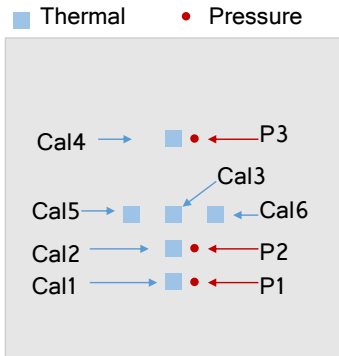 Thermal Pressure
Cal4 P3
Cal3
Cal5 Cal6
Cal2 P2
Cal1 P1